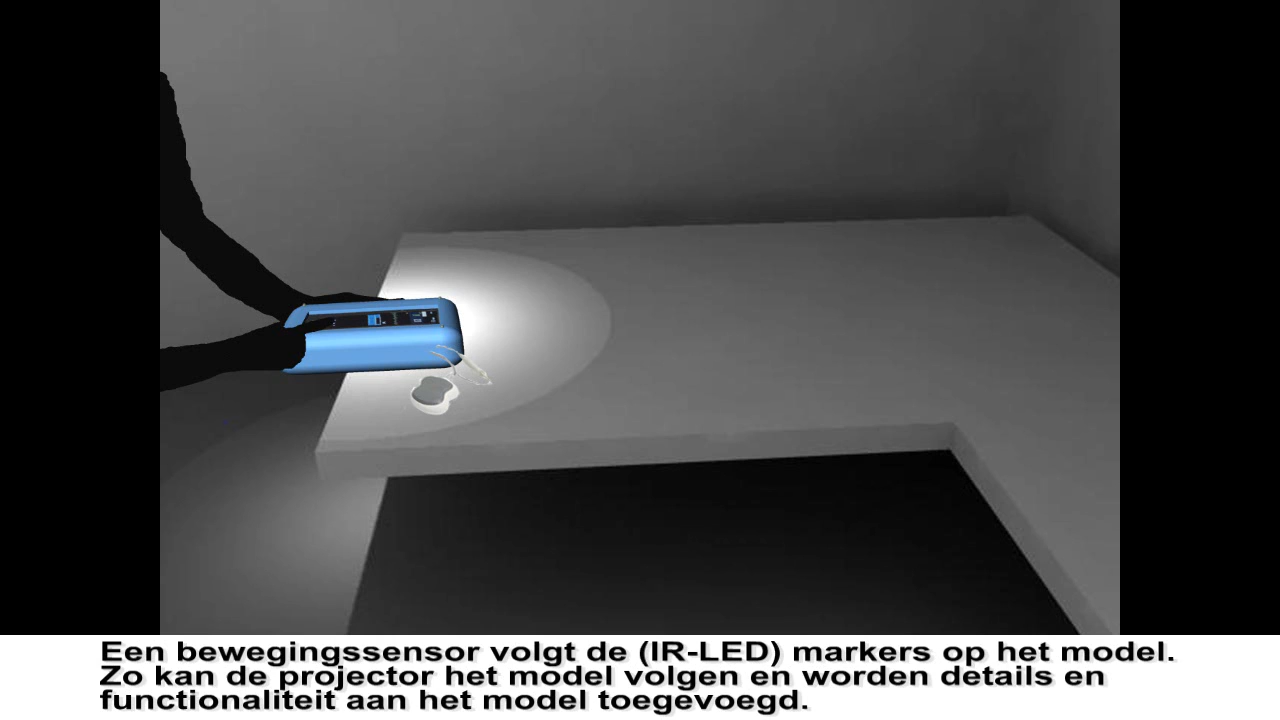 Een bewegingssensor volgt de (IR-LED) markers op het model.
Zo kan de projector het model volgen en worden details en
functionaliteit aan het model toegevoegd.